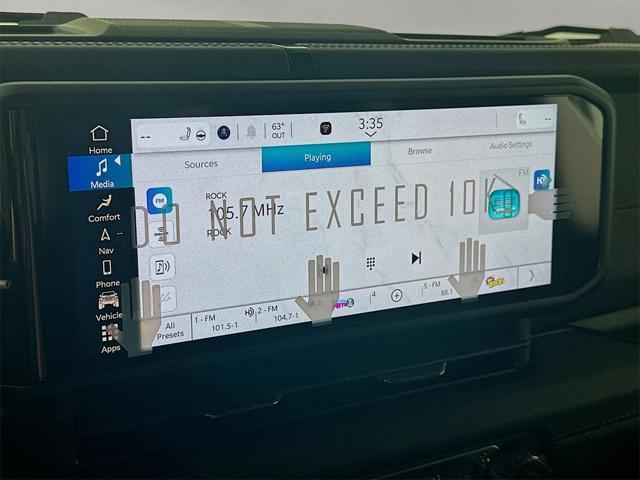 --
63°
OUT
3:35
--
Home
Media
Comfort
Nav
--
Phone
Vehicle
Apps
Sources
Playing
Browse
Audio Settings
FM
ROCK
105.7 MHz
ROCK
FM
DO NOT EXCEED 10K
All
Presets
1 - FM
101.5-1
2 - FM
104.7-1
4
5 - FM
88.1